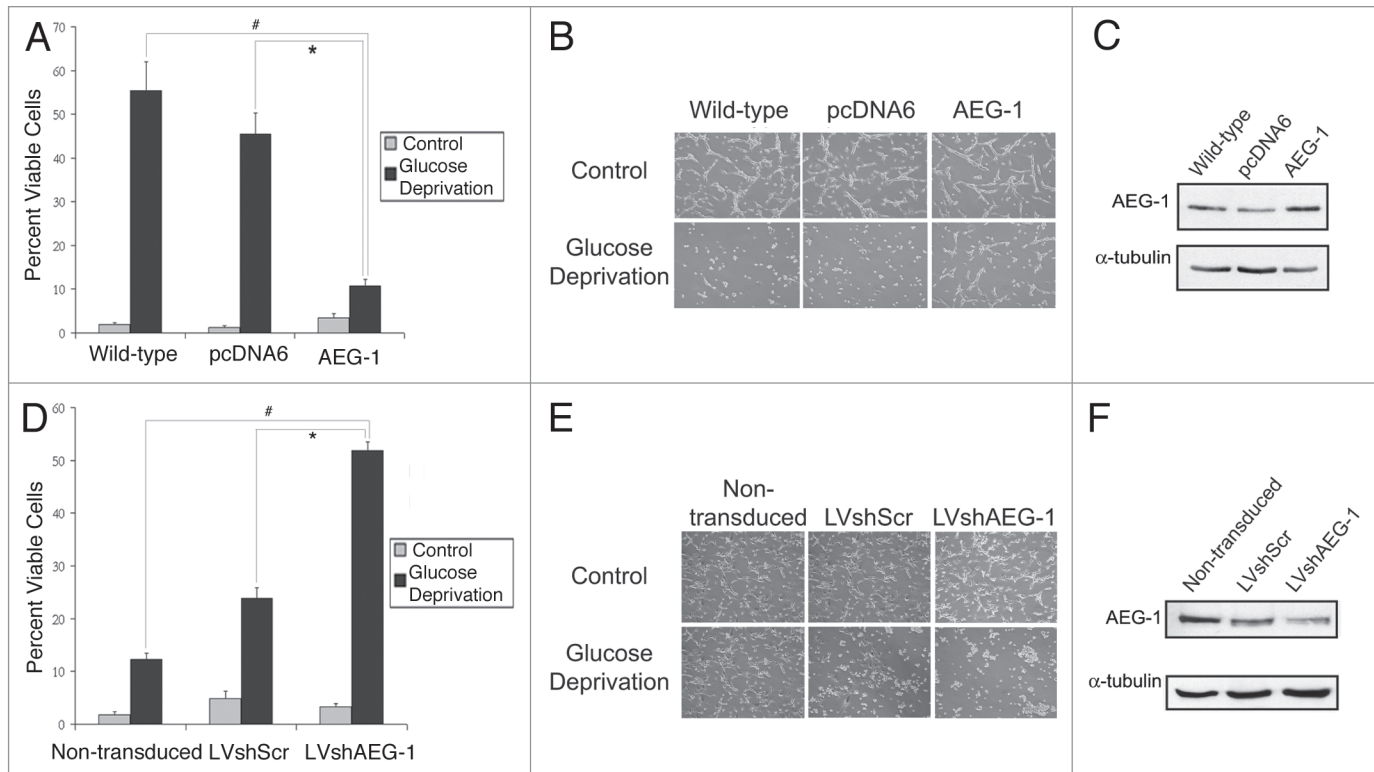 A
70
60
50
40
30
20
10
0
Percent Viable Cells
#
*
Control
Glucose
Deprivation
Wild-type pcDNA6 AEG-1
B
Wild-type pcDNA6 AEG-1
Control
Glucose
Deprivation
C
Wild-type
pcDNA6
AEG-1
AEG-1
α-tubulin
D
60
50
40
30
20
10
0
Percent Viable Cells
#
*
Control
Glucose
Deprivation
Non-transduced LVshScr LVshAEG-1
E
Non-
transduced LVshScr LVshAEG-1
Control
Glucose
Deprivation
F
Non-transduced
LVshScr
LVshAEG-1
AEG-1
α-tubulin